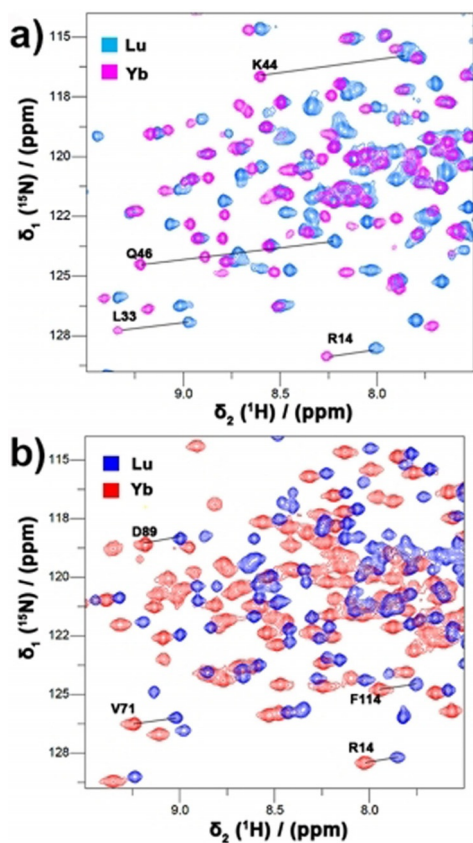 a)
Lu
Yb
115
118
120
122
125
128
δ₁ (¹⁵N) / (ppm)
K44
Q46
L33
R14
9.0
8.5
8.0
δ₂ (¹H) / (ppm)
b)
Lu
Yb
115
118
120
122
125
128
δ₁ (¹⁵N) / (ppm)
D89
V71
F114
R14
9.0
8.5
8.0
δ₂ (¹H) / (ppm)